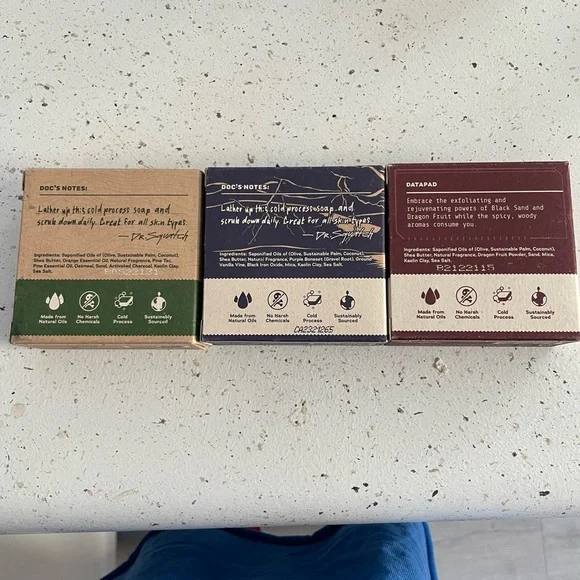 DOC'S NOTES:
Lather up this cold process soap and
scrub down daily. Great for all skin types.
—Dr. Squatch
Ingredients: Saponified Oils of (Olive, Sustainable Palm, Coconut),
Shea Butter, Orange Essential Oil, Natural Fragrance, Pine Tar,
Pine Essential Oil, Oatmeal, Sand, Activated Charcoal, Kaolin Clay,
Sea Salt.
Made from
Natural Oils
No Harsh
Chemicals
Cold
Process
Sustainably
Sourced
DOC'S NOTES:
Lather up this cold process soap and
scrub down daily. Great for all skin types.
—Dr. Squatch
Ingredients: Saponified Oils of (Olive, Sustainable Palm, Coconut),
Shea Butter, Natural Fragrance, Purple Boneset (Gravel Root), Ground
Vanilla Vine, Black Iron Oxide, Mica, Kaolin Clay, Sea Salt.
Made from
Natural Oils
No Harsh
Chemicals
Cold
Process
Sustainably
Sourced
CA2321265
DATAPAD
Embrace the exfoliating and
rejuvenating powers of Black Sand and
Dragon Fruit while the spicy, woody
aromas consume you.
Ingredients: Saponified Oils of (Olive, Sustainable Palm, Coconut),
Shea Butter, Natural Fragrance, Dragon Fruit Powder, Sand, Mica,
Kaolin Clay, Sea Salt.
B2122115
Made from
Natural Oils
No Harsh
Chemicals
Cold
Process
Sustainably
Sourced